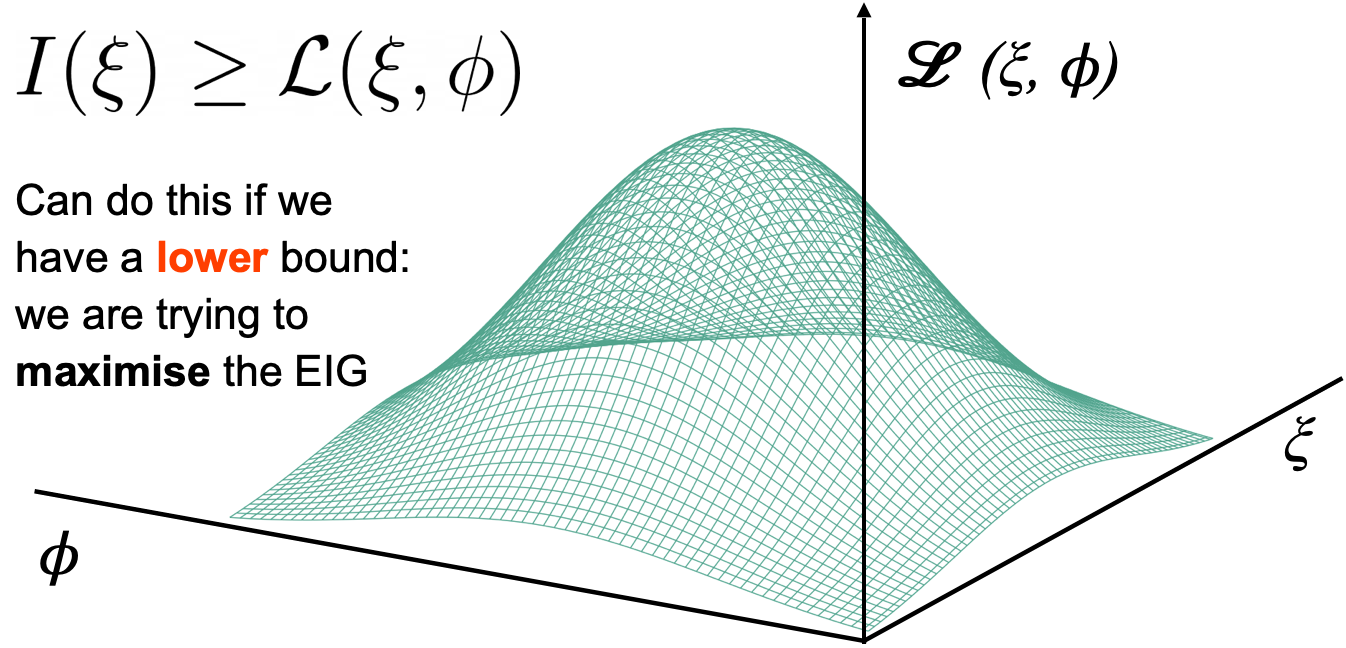 I(ξ) ≥ ℒ(ξ, ϕ)
ℒ (ξ, ϕ)
Can do this if we
have a lower bound:
we are trying to
maximise the EIG
ξ
ϕ